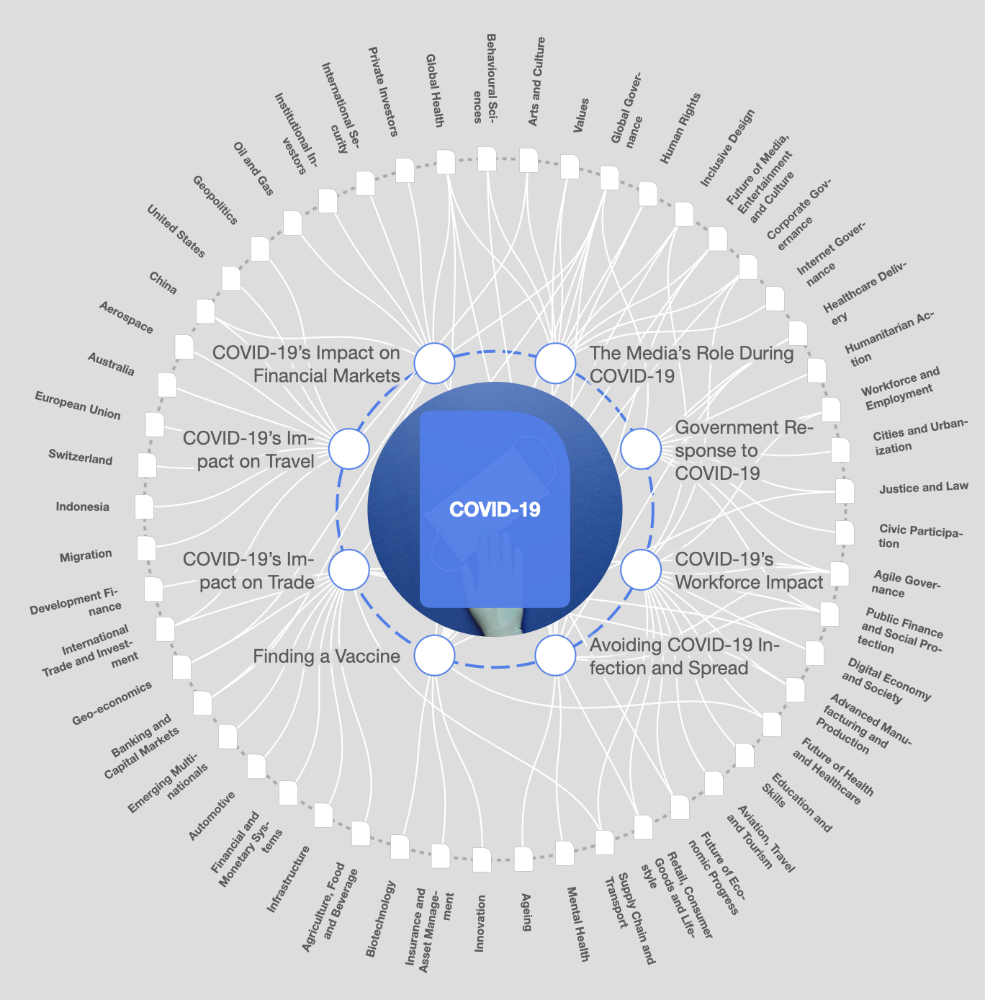 Behavioural Sci-
ences
Arts and Culture
Values
Global Gover-
nance
Human Rights
Inclusive Design
Future of Media,
Entertainment
and Culture
Corporate Gov-
ernance
Internet Gover-
nance
Healthcare Deliv-
ery
Humanitarian Ac-
tion
Workforce and
Employment
Cities and Urban-
ization
Justice and Law
Civic Participa-
tion
Agile Gover-
nance
Public Finance
and Social Pro-
tection
Digital Economy
and Society
Advanced Manu-
facturing and
Production
Future of Health
and Healthcare
Education and
Skills
Aviation, Travel
and Tourism
Future of Eco-
nomic Progress
Retail, Consumer
Goods and Life-
style
Supply Chain and
Transport
Mental Health
Ageing
Innovation
Insurance and
Asset Manage-
ment
Biotechnology
Agriculture, Food
and Beverage
Infrastructure
Financial and
Monetary Sys-
tems
Automotive
Emerging Multi-
nationals
Banking and
Capital Markets
Geo-economics
International
Trade and Invest-
ment
Development Fi-
nance
Migration
Indonesia
Switzerland
European Union
Australia
Aerospace
China
United States
Geopolitics
Oil and Gas
Institutional In-
vestors
International Se-
curity
Private Investors
Global Health
COVID-19's Impact on
Financial Markets
The Media's Role During
COVID-19
COVID-19's Im-
pact on Travel
Government Re-
sponse to
COVID-19
COVID-19
COVID-19's Im-
pact on Trade
COVID-19's
Workforce Impact
Finding a Vaccine
Avoiding COVID-19 In-
fection and Spread